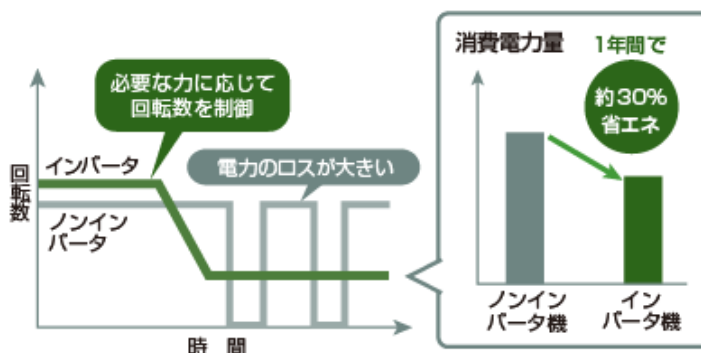 必要な力に応じて
回転数を制御
インバータ
電力のロスが大きい
ノンイン
バータ
回転数
時 間
消費電力量
1年間で
約30%
省エネ
ノンイン
バータ機
イン
バータ機